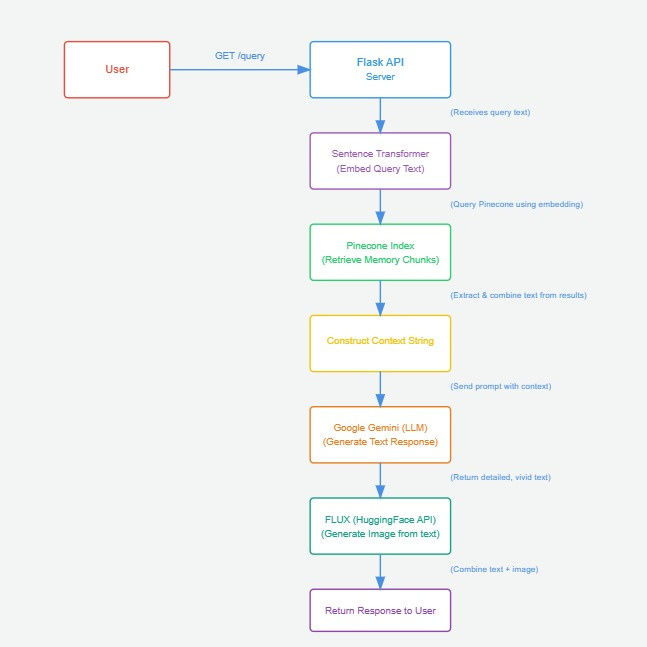 User
GET /query
Flask API
Server
(Receives query text)
Sentence Transformer
(Embed Query Text)
(Query Pinecone using embedding)
Pinecone Index
(Retrieve Memory Chunks)
(Extract & combine text from results)
Construct Context String
(Send prompt with context)
Google Gemini (LLM)
(Generate Text Response)
(Return detailed, vivid text)
FLUX (HuggingFace API)
(Generate Image from text)
(Combine text + image)
Return Response to User